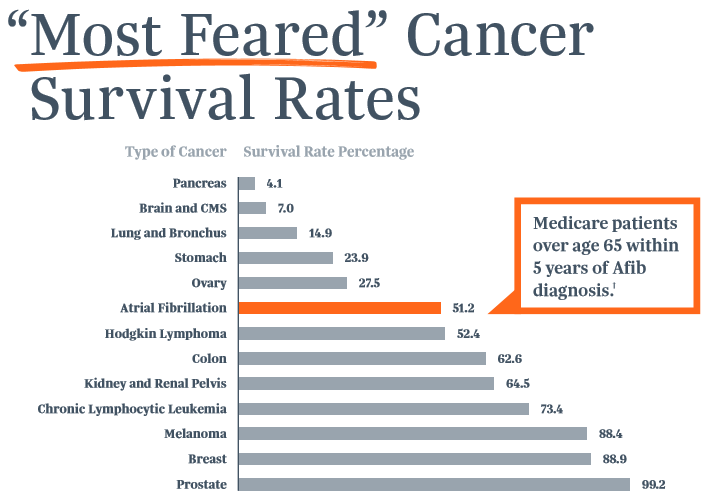 “Most Feared” Cancer
Survival Rates
Type of Cancer Survival Rate Percentage
Pancreas 4.1
Brain and CMS 7.0
Lung and Bronchus 14.9
Stomach 23.9
Ovary 27.5
Atrial Fibrillation 51.2
Hodgkin Lymphoma 52.4
Colon 62.6
Kidney and Renal Pelvis 64.5
Chronic Lymphocytic Leukemia 73.4
Melanoma 88.4
Breast 88.9
Prostate 99.2
Medicare patients
over age 65 within
5 years of Afib
diagnosis.¹